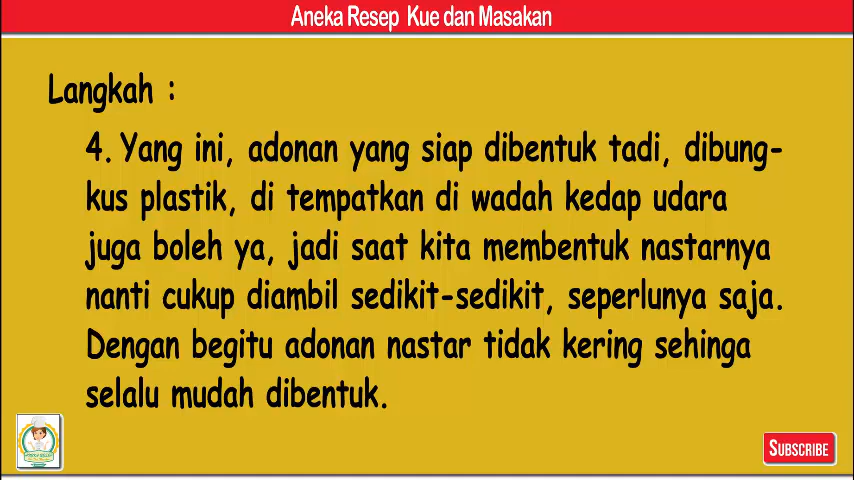 Aneka Resep Kue dan Masakan
Langkah :
4. Yang ini, adonan yang siap dibentuk tadi, dibung-
kus plastik, di tempatkan di wadah kedap udara
juga boleh ya, jadi saat kita membentuk nastarnya
nanti cukup diambil sedikit-sedikit, seperlunya saja.
Dengan begitu adonan nastar tidak kering sehinga
selalu mudah dibentuk.
SUBSCRIBE